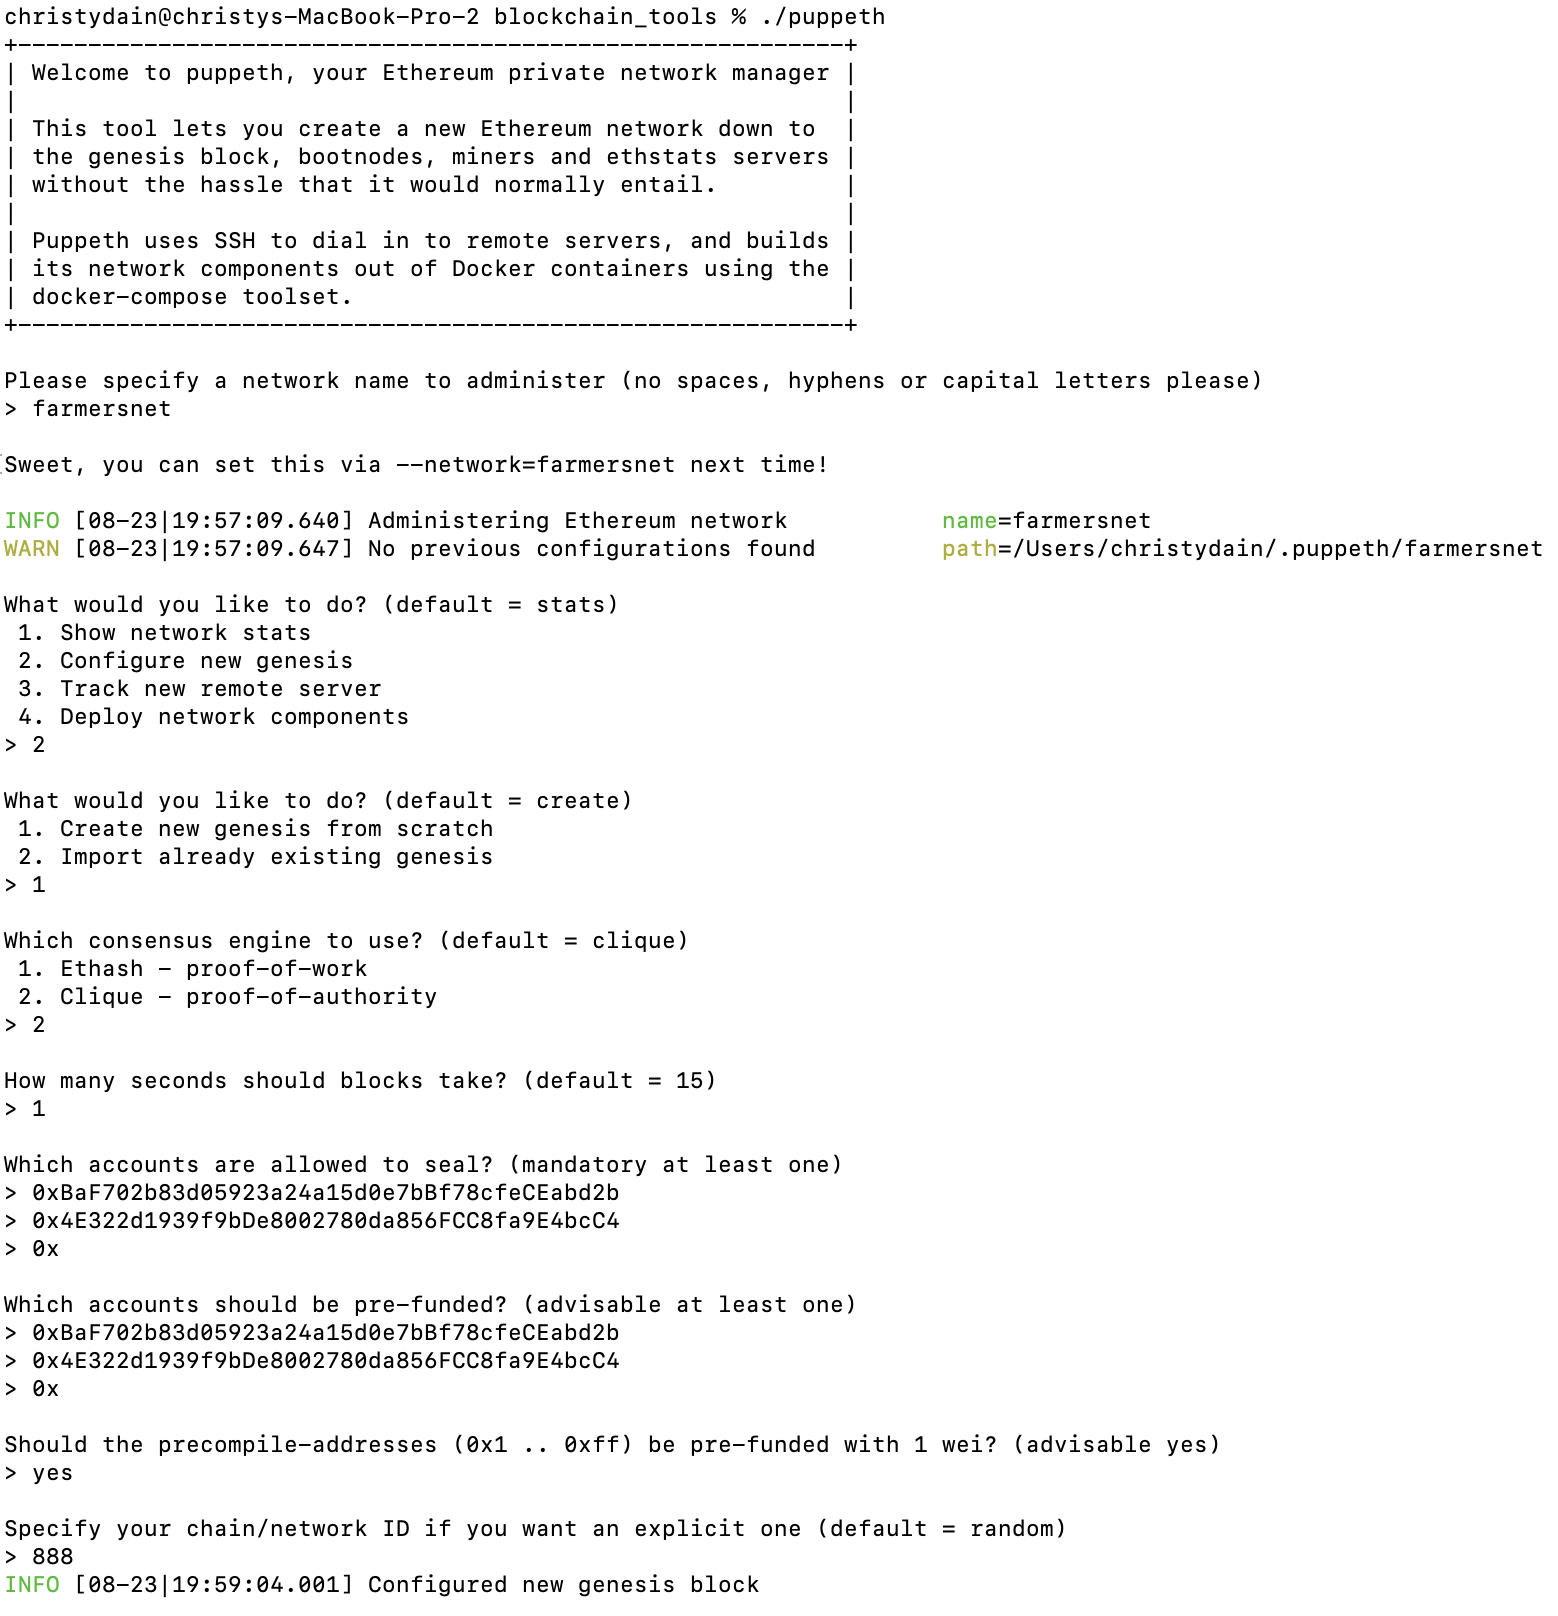 christydain@christys-MacBook-Pro-2 blockchain_tools % ./puppeth
+-----------------------------------------------------------+
| Welcome to puppeth, your Ethereum private network manager |
|                                                           |
| This tool lets you create a new Ethereum network down to  |
| the genesis block, bootnodes, miners and ethstats servers |
| without the hassle that it would normally entail.         |
|                                                           |
| Puppeth uses SSH to dial in to remote servers, and builds |
| its network components out of Docker containers using the |
| docker-compose toolset.                                   |
+-----------------------------------------------------------+
Please specify a network name to administer (no spaces, hyphens or capital letters please)
> farmersnet
Sweet, you can set this via --network=farmersnet next time!
INFO [08-23|19:57:09.640] Administering Ethereum network           name=farmersnet
WARN [08-23|19:57:09.647] No previous configurations found         path=/Users/christydain/.puppeth/farmersnet
What would you like to do? (default = stats)
 1. Show network stats
 2. Configure new genesis
 3. Track new remote server
 4. Deploy network components
> 2
What would you like to do? (default = create)
 1. Create new genesis from scratch
 2. Import already existing genesis
> 1
Which consensus engine to use? (default = clique)
 1. Ethash - proof-of-work
 2. Clique - proof-of-authority
> 2
How many seconds should blocks take? (default = 15)
> 1
Which accounts are allowed to seal? (mandatory at least one)
> 0xBaF702b83d05923a24a15d0e7bBf78cfeCEabd2b
> 0x4E322d1939f9bDe8002780da856FCC8fa9E4bcC4
> 0x
Which accounts should be pre-funded? (advisable at least one)
> 0xBaF702b83d05923a24a15d0e7bBf78cfeCEabd2b
> 0x4E322d1939f9bDe8002780da856FCC8fa9E4bcC4
> 0x
Should the precompile-addresses (0x1 .. 0xff) be pre-funded with 1 wei? (advisable yes)
> yes
Specify your chain/network ID if you want an explicit one (default = random)
> 888
INFO [08-23|19:59:04.001] Configured new genesis block